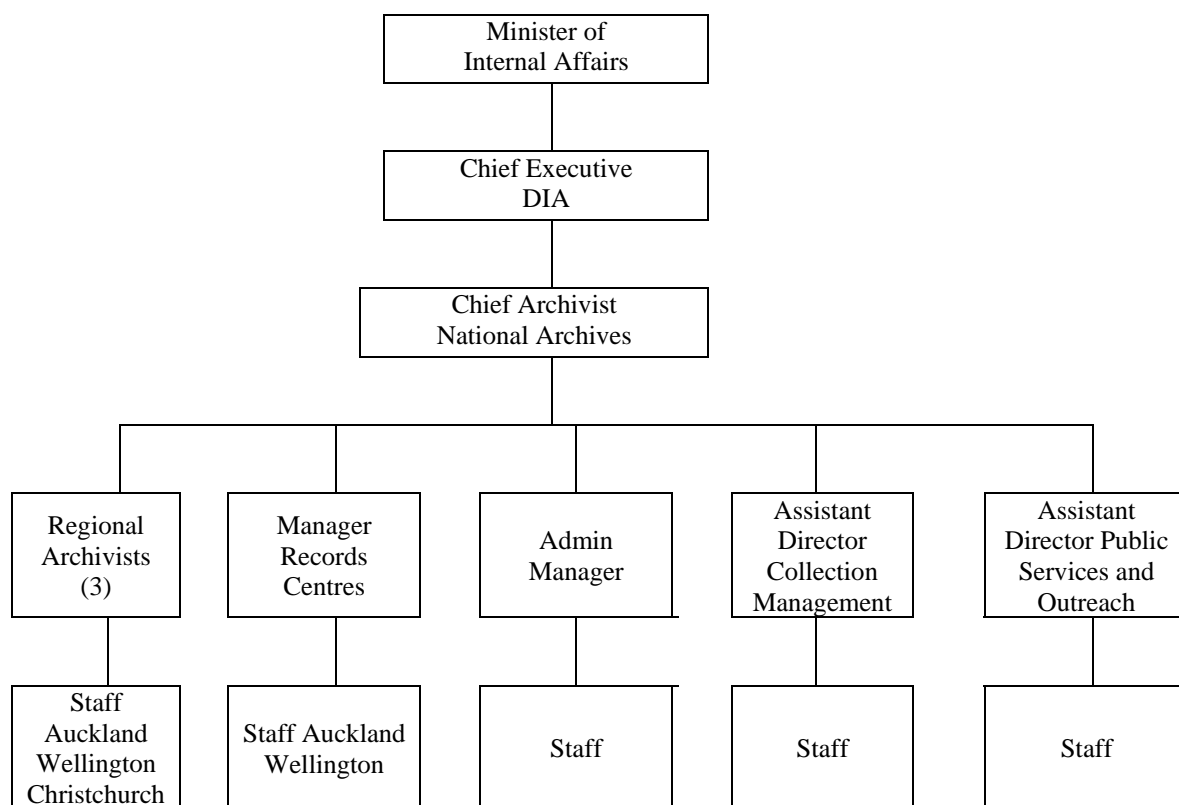 Minister of
Internal Affairs
Chief Executive
DIA
Chief Archivist
National Archives
Regional
Archivists
(3)
Manager
Records
Centres
Admin
Manager
Assistant
Director
Collection
Management
Assistant
Director Public
Services and
Outreach
Staff
Auckland
Wellington
Christchurch
Staff Auckland
Wellington
Staff
Staff
Staff